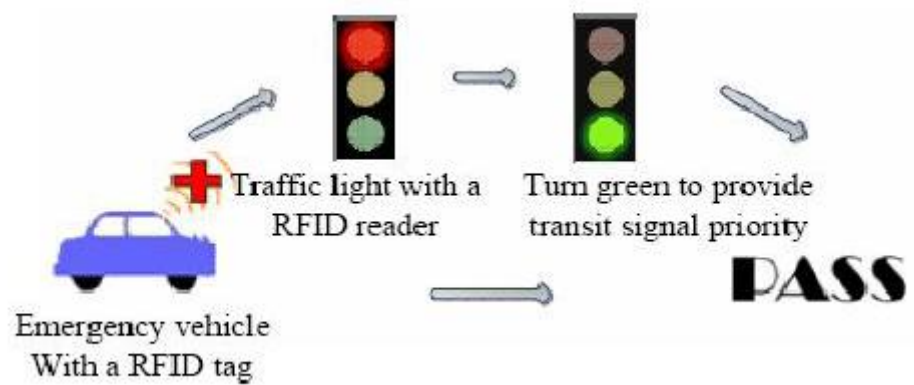 Traffic light with a
RFID reader
Turn green to provide
transit signal priority
PASS
Emergency vehicle
With a RFID tag